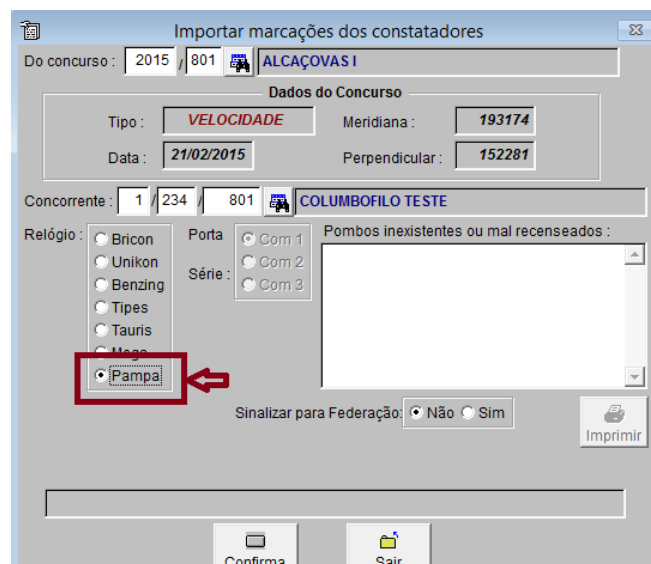 Importar marcações dos constatadores
Do concurso : 2015 / 801 ALCAÇOVAS I
Dados do Concurso
Tipo : VELOCIDADE Meridiana : 193174
Data : 21/02/2015 Perpendicular : 152281
Concorrente : 1 / 234 / 801 COLUMBOFILO TESTE
Relógio : Bricon Porta Com 1 Pombos inexistentes ou mal recenseados :
Unikon Com 2
Benzing Série : Com 3
Tipes
Tauris
Pampa
Sinalizar para Federação: Não Sim
Imprimir
Confirma Sair